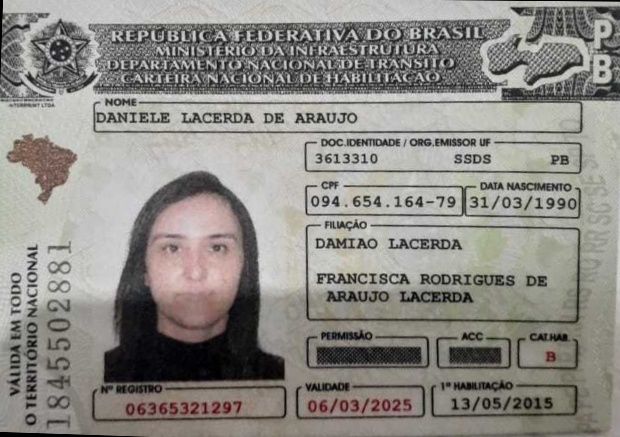 REPÚBLICA FEDERATIVA DO BRASIL
MINISTÉRIO DA INFRAESTRUTURA
DEPARTAMENTO NACIONAL DE TRÂNSITO
CARTEIRA NACIONAL DE HABILITAÇÃO
PB
NOME
DANIELE LACERDA DE ARAUJO
DOC. IDENTIDADE / ORG. EMISSOR UF
3613310 SSDS PB
CPF
094.654.164-79
DATA NASCIMENTO
31/03/1990
FILIAÇÃO
DAMIAO LACERDA
FRANCISCA RODRIGUES DE
ARAUJO LACERDA
PERMISSÃO
ACC
CAT. HAB.
B
Nº REGISTRO
06365321297
VALIDADE
06/03/2025
1ª HABILITAÇÃO
13/05/2015
VÁLIDA EM TODO
O TERRITÓRIO NACIONAL
1845502881